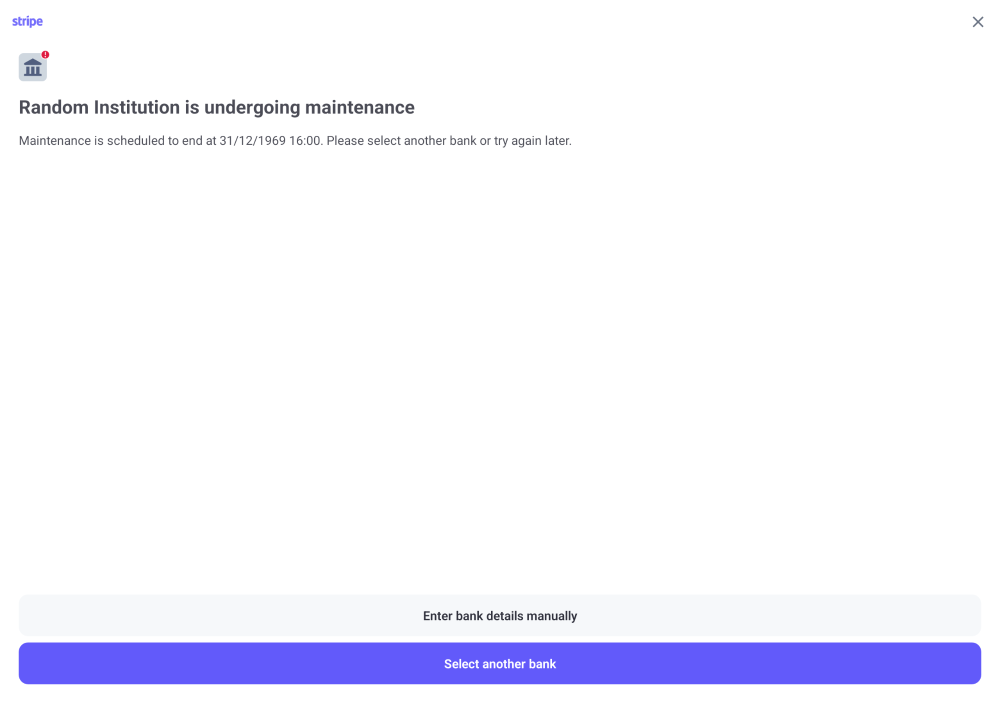 stripe
Random Institution is undergoing maintenance
Maintenance is scheduled to end at 31/12/1969 16:00. Please select another bank or try again later.
Enter bank details manually
Select another bank